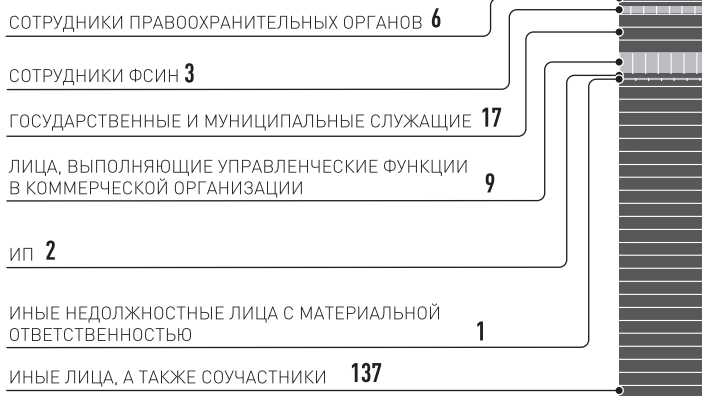 СОТРУДНИКИ ПРАВООХРАНИТЕЛЬНЫХ ОРГАНОВ 6
СОТРУДНИКИ ФСИН 3
ГОСУДАРСТВЕННЫЕ И МУНИЦИПАЛЬНЫЕ СЛУЖАЩИЕ 17
ЛИЦА, ВЫПОЛНЯЮЩИЕ УПРАВЛЕНЧЕСКИЕ ФУНКЦИИ
В КОММЕРЧЕСКОЙ ОРГАНИЗАЦИИ 9
ИП 2
ИНЫЕ НЕДОЛЖНОСТНЫЕ ЛИЦА С МАТЕРИАЛЬНОЙ
ОТВЕТСТВЕННОСТЬЮ 1
ИНЫЕ ЛИЦА, А ТАКЖЕ СОУЧАСТНИКИ 137